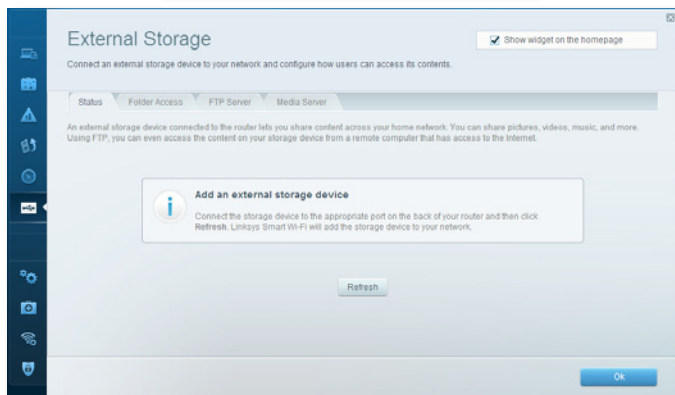 External Storage
Show widget on the homepage
Connect an external storage device to your network and configure how users can access its contents.
Status Folder Access FTP Server Media Server
An external storage device connected to the router lets you share content across your home network. You can share pictures, videos, music, and more.
Using FTP, you can even access the content on your storage device from a remote computer that has access to the Internet.
Add an external storage device
Connect the storage device to the appropriate port on the back of your router and then click
Refresh. Linksys Smart Wi-Fi will add the storage device to your network.
Refresh
Ok